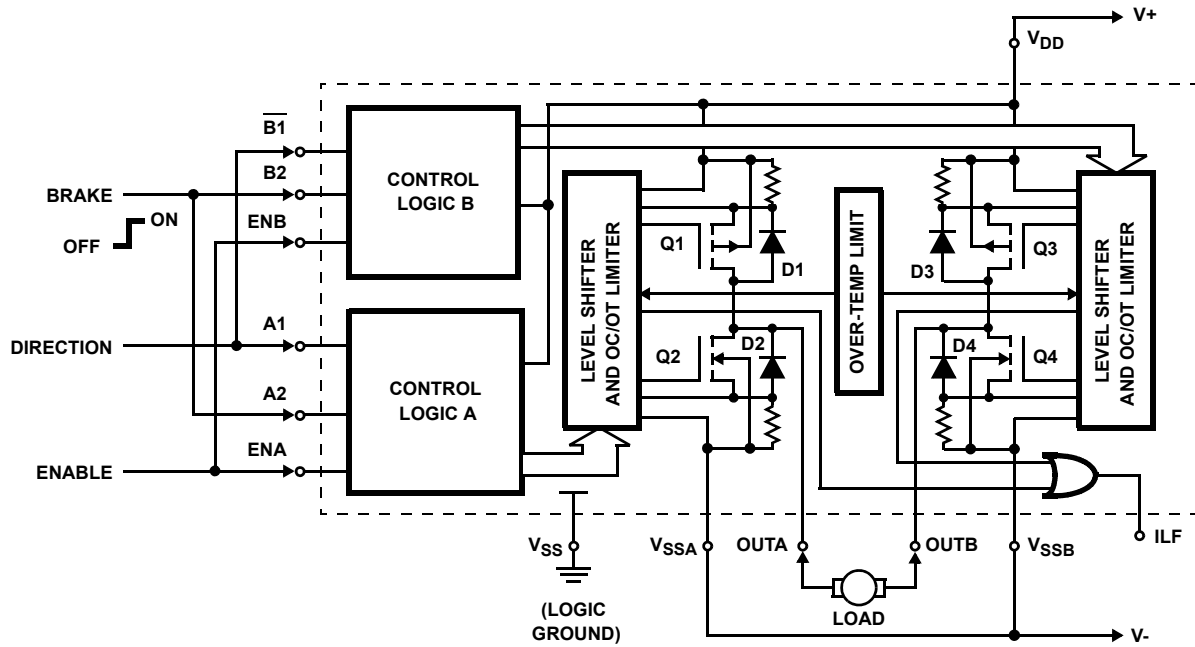 V+
VDD
B1
B2
BRAKE
ON
OFF
ENB
CONTROL
LOGIC B
A1
DIRECTION
A2
ENA
ENABLE
CONTROL
LOGIC A
LEVEL SHIFTER
AND OC/OT LIMITER
Q1
D1
Q2
D2
OVER-TEMP LIMIT
D3
Q3
D4
Q4
LEVEL SHIFTER
AND OC/OT LIMITER
VSS
(LOGIC
GROUND)
VSSA
OUTA
OUTB
VSSB
ILF
LOAD
V-